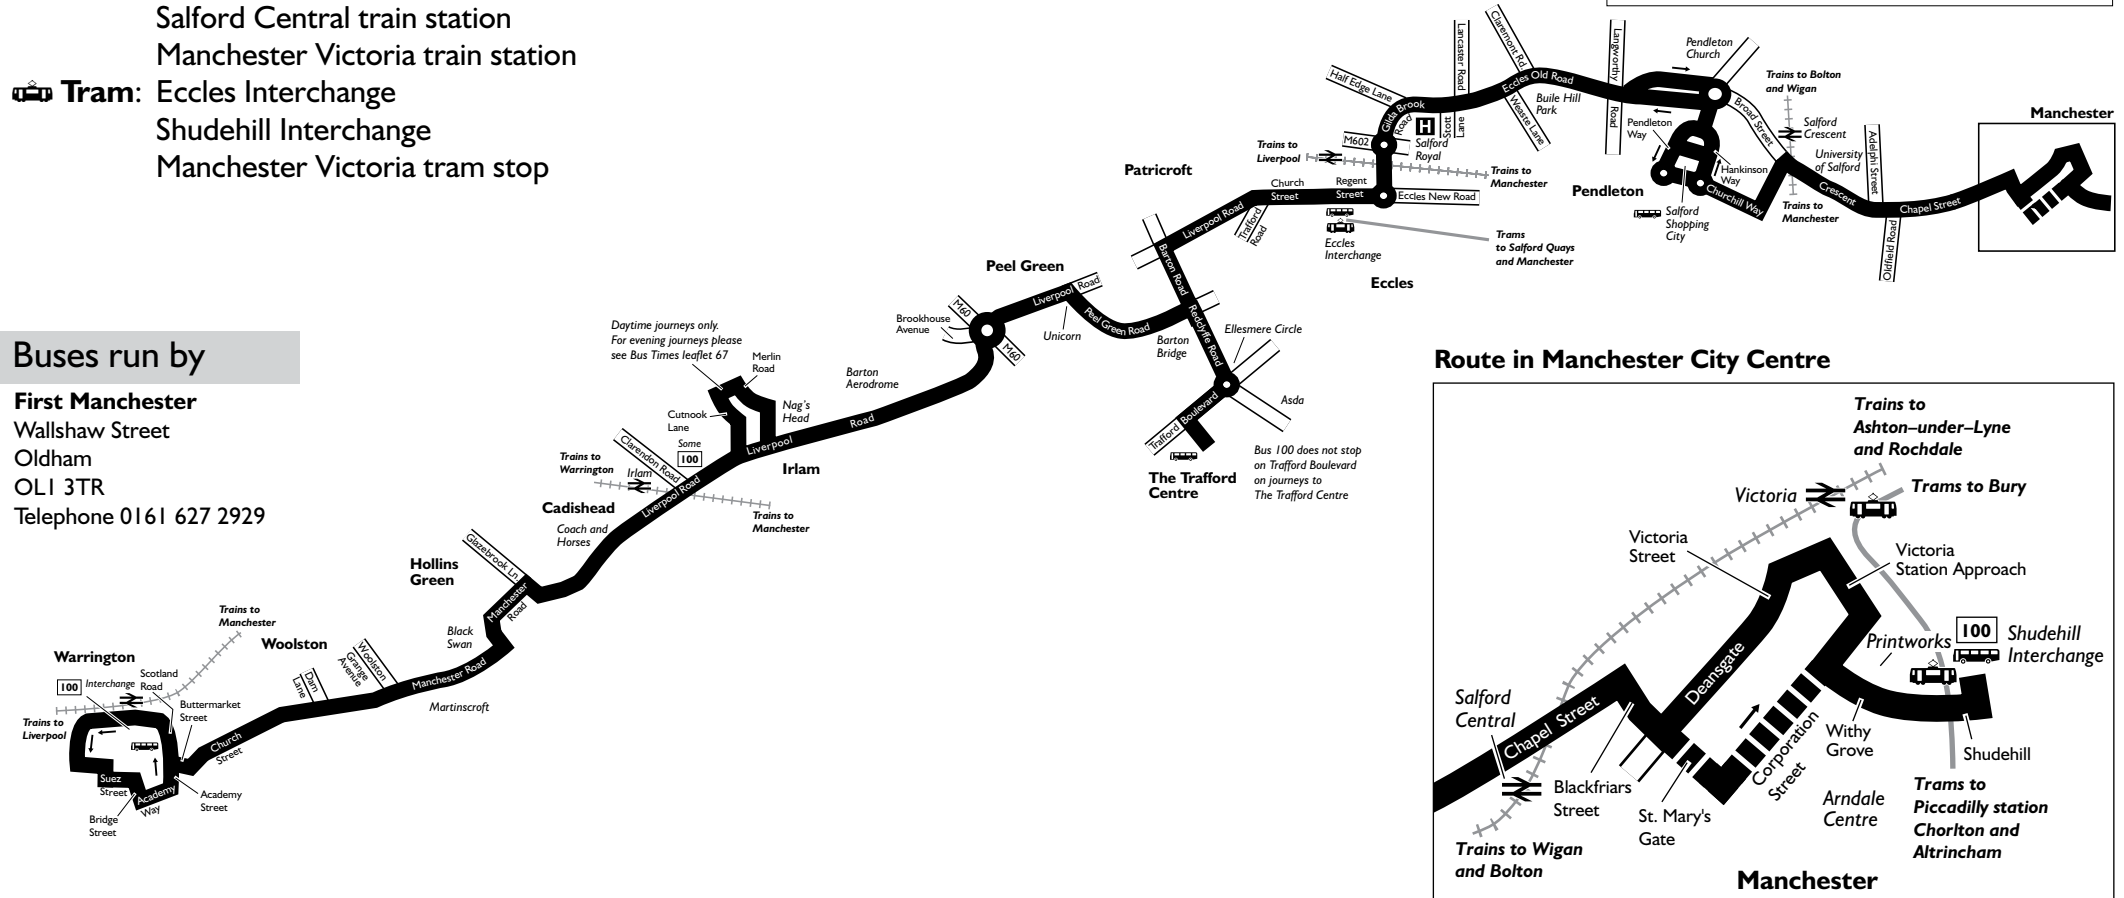 Salford Central train station
Manchester Victoria train station
Tram: Eccles Interchange
Shudehill Interchange
Manchester Victoria tram stop
Buses run by
First Manchester
Wallshaw Street
Oldham
OL1 3TR
Telephone 0161 627 2929
Warrington
100
Interchange
Scotland
Road
Trains to
Manchester
Trains to
Liverpool
Buttermarket
Street
Suez
Street
Academy
Way
Bridge
Street
Academy
Street
Church
Street
Woolston
Dam
Lane
Woolston
Grange
Avenue
Manchester Road
Martinscroft
Black
Swan
Hollins
Green
Glazebrook Ln.
Manchester
Road
Cadishead
Coach and
Horses
Trains to
Warrington
Irlam
Clarendon Road
Liverpool Road
Trains to
Manchester
Some
100
Irlam
Cutnook
Lane
Merlin
Road
Nag's
Head
Daytime journeys only.
For evening journeys please
see Bus Times leaflet 67
Liverpool
Road
Barton
Aerodrome
Brookhouse
Avenue
M60
M60
Peel Green
Liverpool
Road
Unicorn
Peel Green Road
Barton
Bridge
Patricroft
Barton Road
Redclyffe Road
Ellesmere Circle
Asda
Trafford
Boulevard
The Trafford
Centre
Bus 100 does not stop
on Trafford Boulevard
on journeys to
The Trafford Centre
Liverpool Road
Church
Street
Trafford
Road
Regent
Street
Eccles New Road
Eccles
Interchange
Eccles
Trams
to Salford Quays
and Manchester
Trains to
Liverpool
Trains to
Manchester
M602
Gilda
Brook
Road
Half Edge Lane
Salford
Royal
H
Stott
Lane
Lancaster Road
Claremont Rd.
Eccles Old Road
Weaste Lane
Buile Hill
Park
Langworthy
Road
Pendleton
Church
Pendleton
Way
Pendleton
Hankinson
Way
Salford
Shopping
City
Churchill Way
Broad Street
Trains to Bolton
and Wigan
Salford
Crescent
University
of Salford
Trains to
Manchester
Crescent
Adelphi Street
Oldfield Road
Chapel Street
Manchester
Route in Manchester City Centre
Trains to
Ashton–under–Lyne
and Rochdale
Victoria
Trams to Bury
Victoria
Street
Victoria
Station Approach
Printworks
100
Shudehill
Interchange
Salford
Central
Chapel Street
Deansgate
Blackfriars
Street
St. Mary's
Gate
Corporation
Street
Withy
Grove
Shudehill
Arndale
Centre
Trams to
Piccadilly station
Chorlton and
Altrincham
Trains to Wigan
and Bolton
Manchester